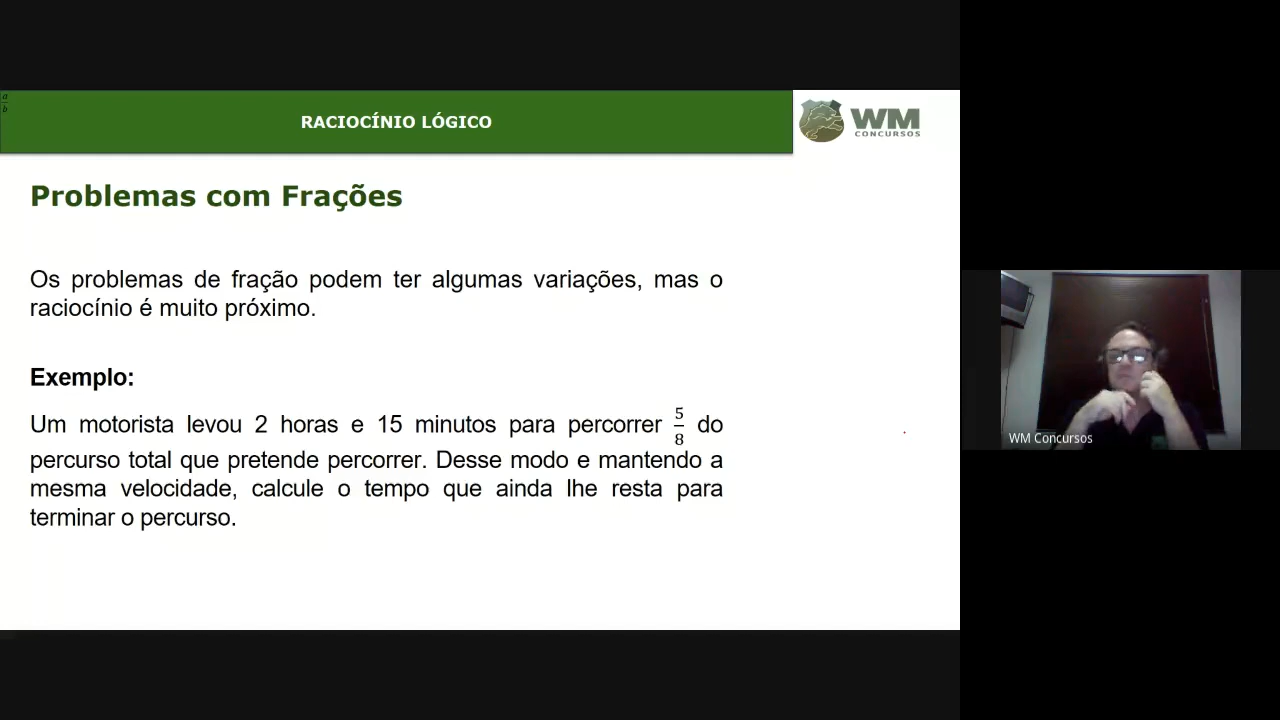 a
b
RACIOCÍNIO LÓGICO
WM
CONCURSOS
Problemas com Frações
Os problemas de fração podem ter algumas variações, mas o
raciocínio é muito próximo.
Exemplo:
Um motorista levou 2 horas e 15 minutos para percorrer 5/8 do
percurso total que pretende percorrer. Desse modo e mantendo a
mesma velocidade, calcule o tempo que ainda lhe resta para
terminar o percurso.
WM Concursos